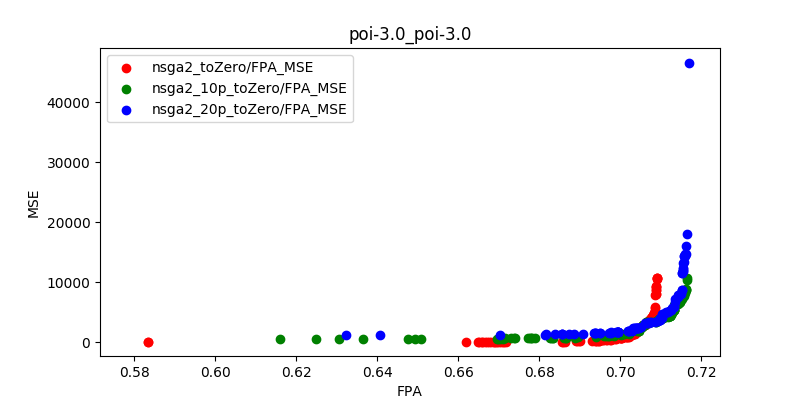 poi-3.0_poi-3.0
nsga2_toZero/FPA_MSE
nsga2_10p_toZero/FPA_MSE
nsga2_20p_toZero/FPA_MSE
MSE
40000
30000
20000
10000
0
0.58 0.60 0.62 0.64 0.66 0.68 0.70 0.72
FPA